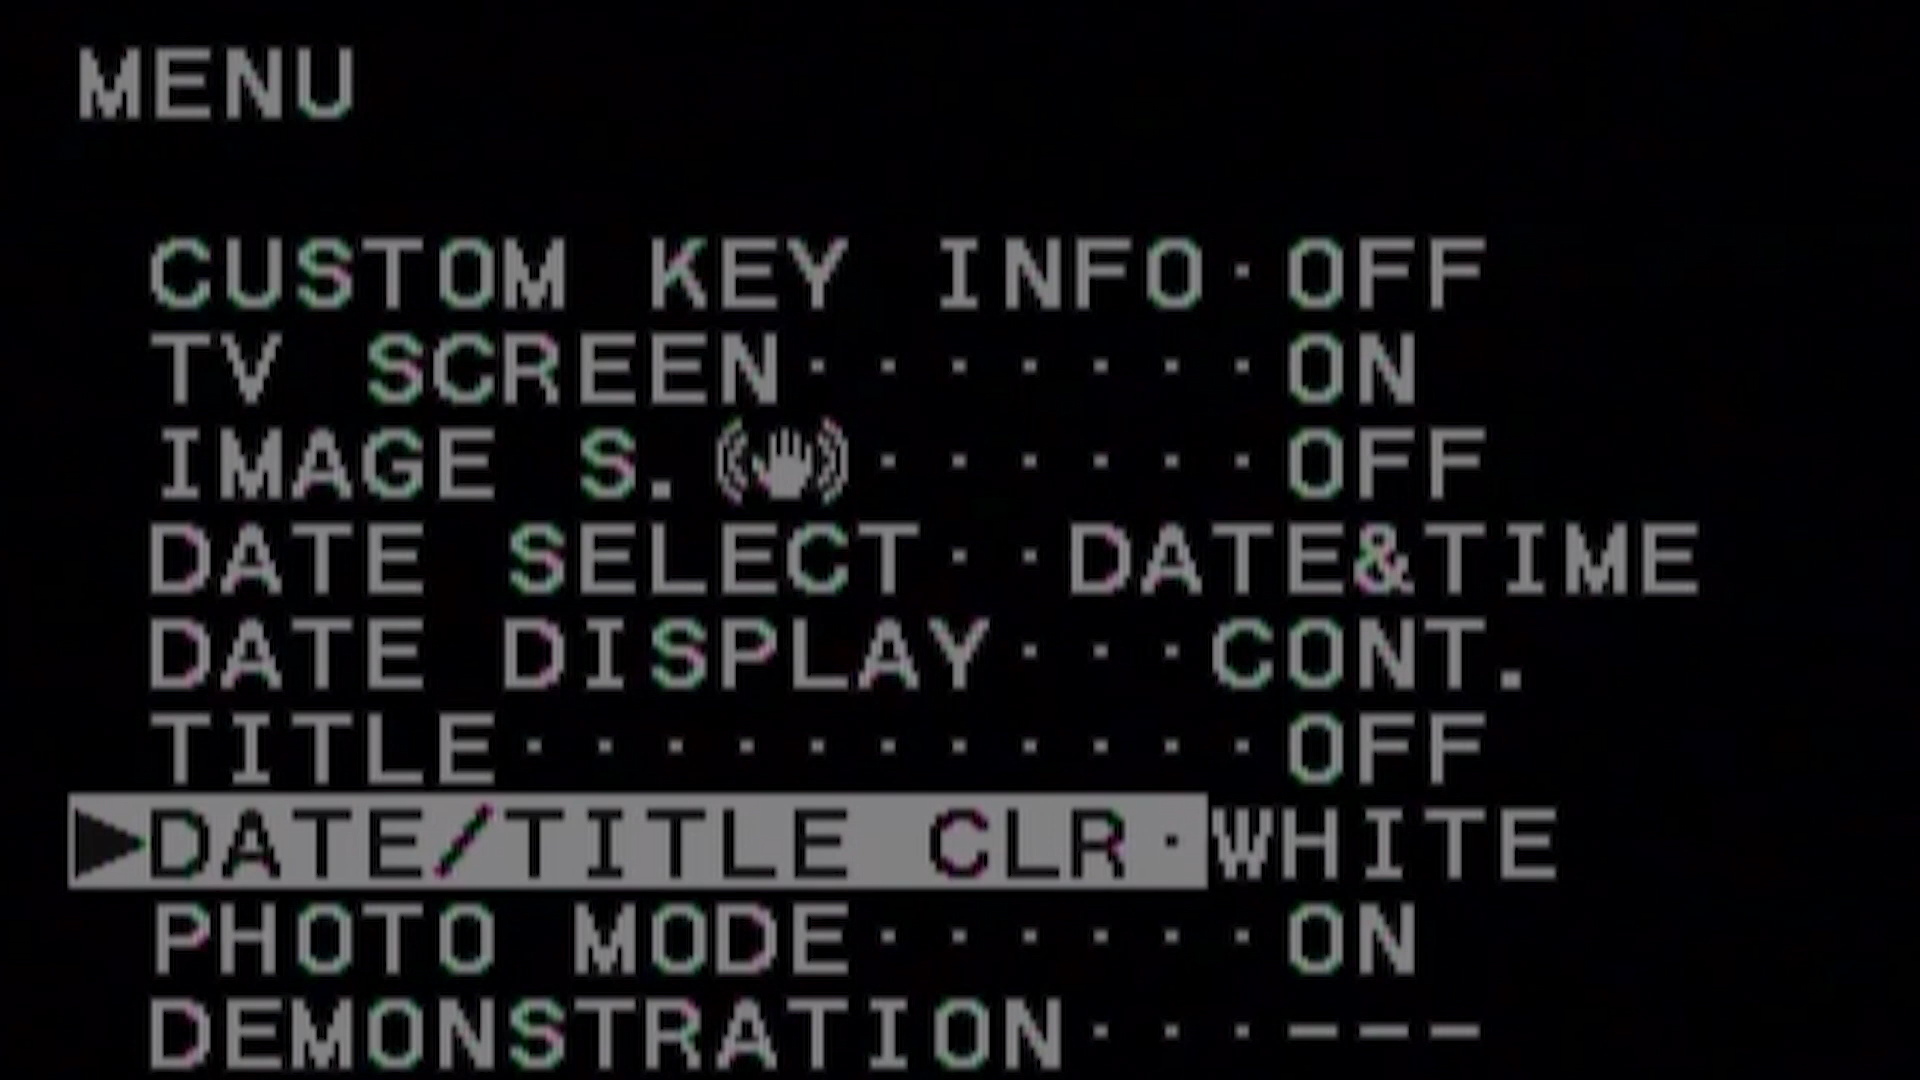 MENU
CUSTOM KEY INFO·OFF
TV SCREEN·······ON
IMAGE S. ······OFF
DATE SELECT··DATE&TIME
DATE DISPLAY···CONT.
TITLE···········OFF
►DATE/TITLE CLR·WHITE
PHOTO MODE······ON
DEMONSTRATION···---